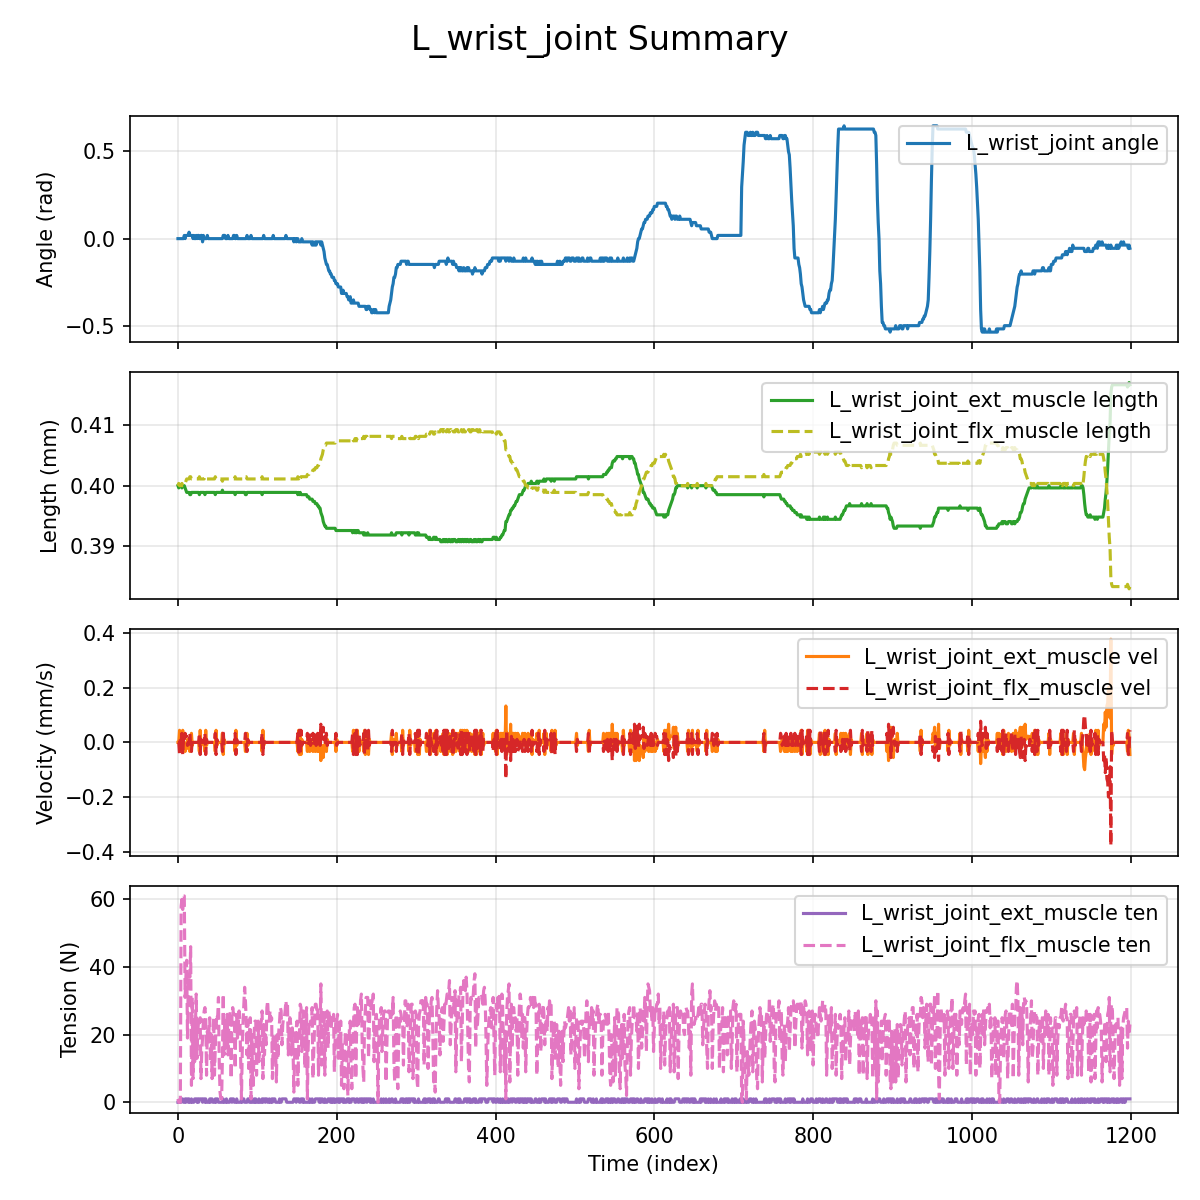 L_wrist_joint Summary
0.5
0.0
−0.5
Angle (rad)
L_wrist_joint angle
0.41
0.40
0.39
Length (mm)
L_wrist_joint_ext_muscle length
L_wrist_joint_flx_muscle length
0.4
0.2
0.0
−0.2
−0.4
Velocity (mm/s)
L_wrist_joint_ext_muscle vel
L_wrist_joint_flx_muscle vel
60
40
20
0
Tension (N)
L_wrist_joint_ext_muscle ten
L_wrist_joint_flx_muscle ten
0 200 400 600 800 1000 1200
Time (index)